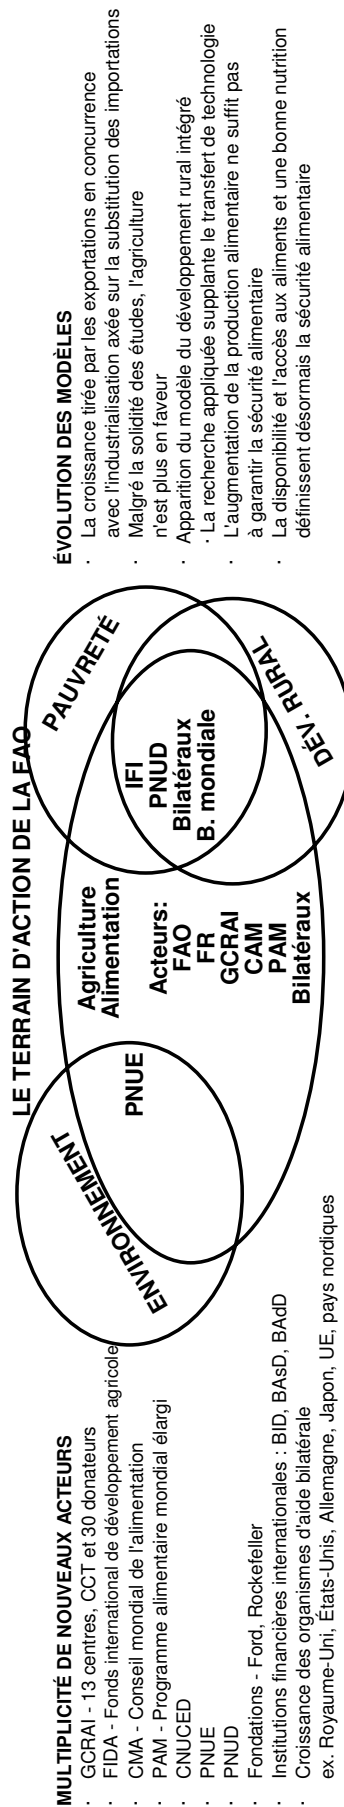 LE TERRAIN D'ACTION DE LA FAO
MULTIPLICITÉ DE NOUVEAUX ACTEURS
· GCRAI - 13 centres, CCT et 30 donateurs
· FIDA - Fonds international de développement agricole
· CMA - Conseil mondial de l'alimentation
· PAM - Programme alimentaire mondial élargi
· CNUCED
· PNUE
· PNUD
· Fondations - Ford, Rockefeller
· Institutions financières internationales : BID, BAsD, BAdD
· Croissance des organismes d'aide bilatérale
ex. Royaume-Uni, États-Unis, Allemagne, Japon, UE, pays nordiques
ENVIRONNEMENT
PNUE
Agriculture
Alimentation
Acteurs:
FAO
FR
GCRAI
CAM
PAM
Bilatéraux
PAUVRETÉ
IFI
PNUD
Bilatéraux
B. mondiale
DÉV. RURAL
ÉVOLUTION DES MODÈLES
· La croissance tirée par les exportations en concurrence
avec l'industrialisation axée sur la substitution des importations
· Malgré la solidité des études, l'agriculture
n'est plus en faveur
· Apparition du modèle du développement rural intégré
· La recherche appliquée supplante le transfert de technologie
· L'augmentation de la production alimentaire ne suffit pas
à garantir la sécurité alimentaire
· La disponibilité et l'accès aux aliments et une bonne nutrition
définissent désormais la sécurité alimentaire